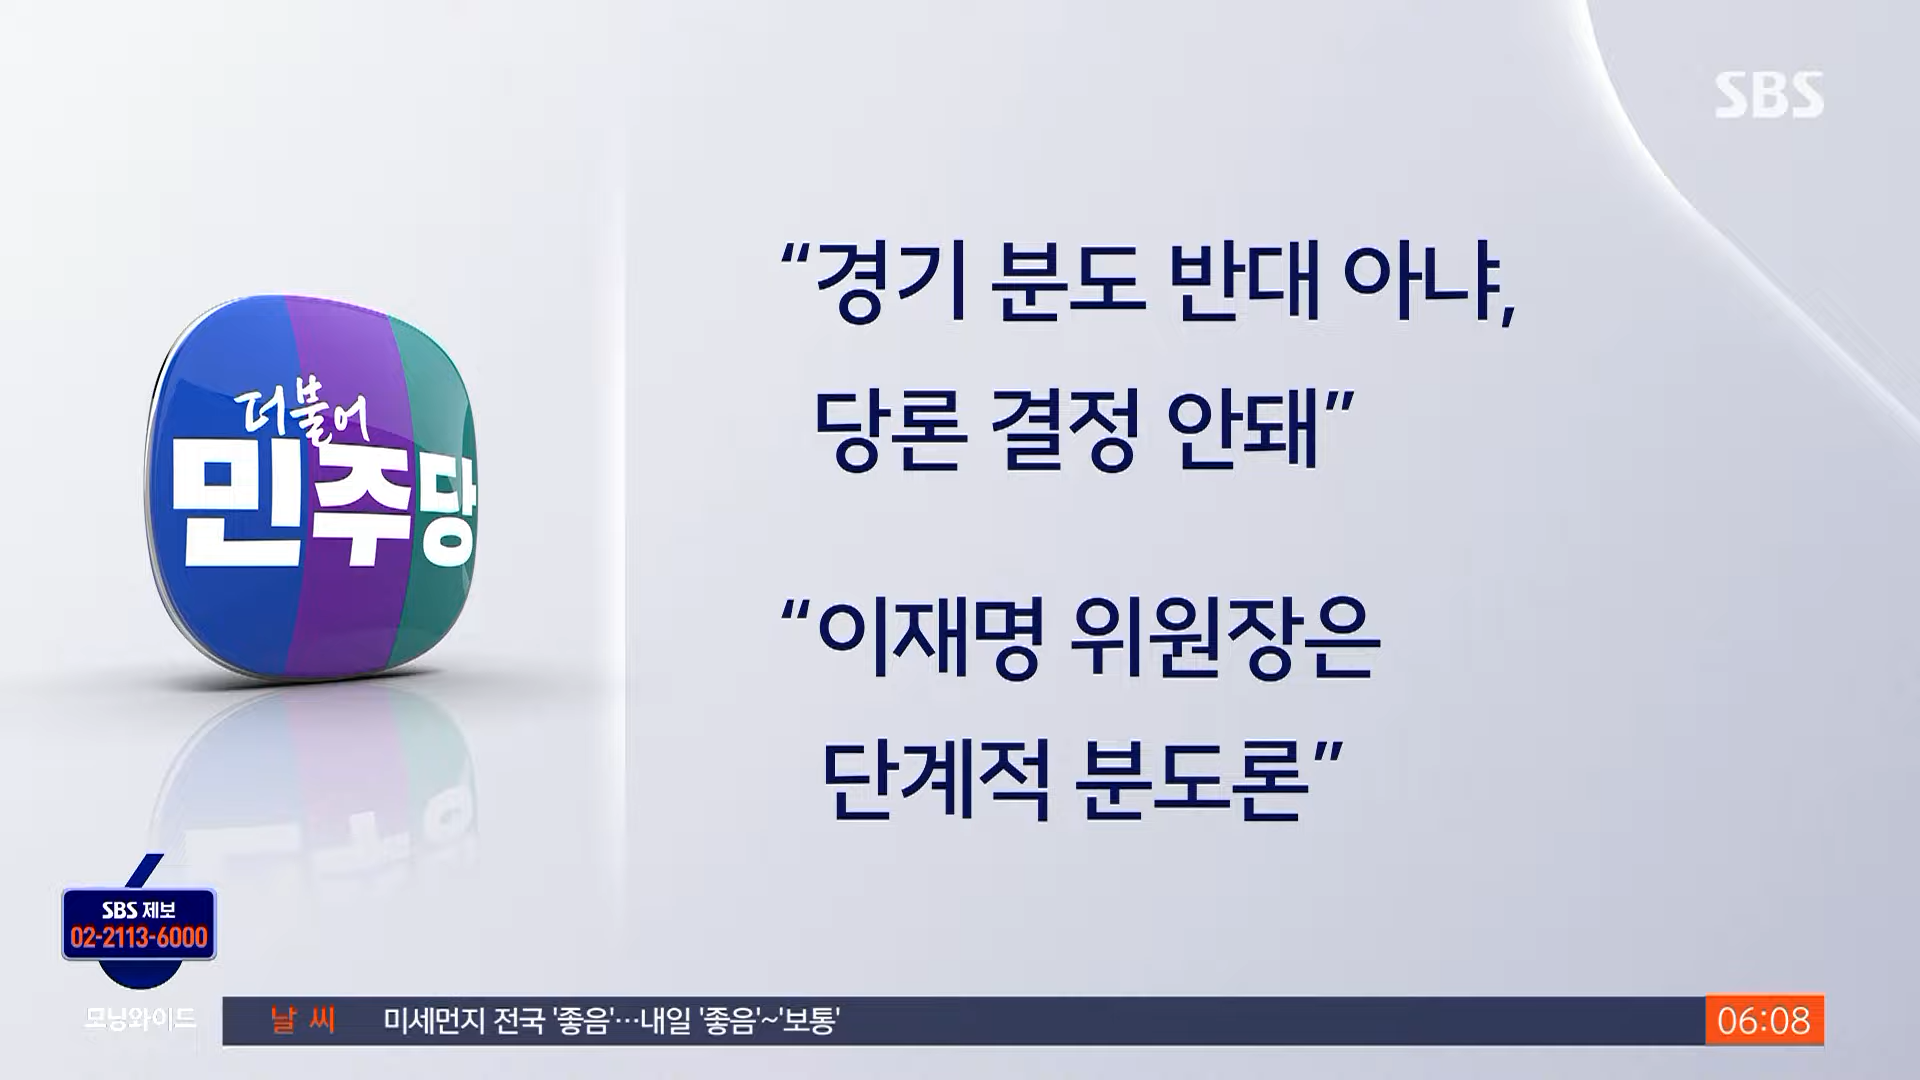 SBS
“경기 분도 반대 아냐,
당론 결정 안돼”
더불어
민주당
“이재명 위원장은
단계적 분도론”
SBS 제보
02-2113-6000
모닝와이드
날씨 미세먼지 전국 '좋음'…내일 '좋음'~'보통'
06:08